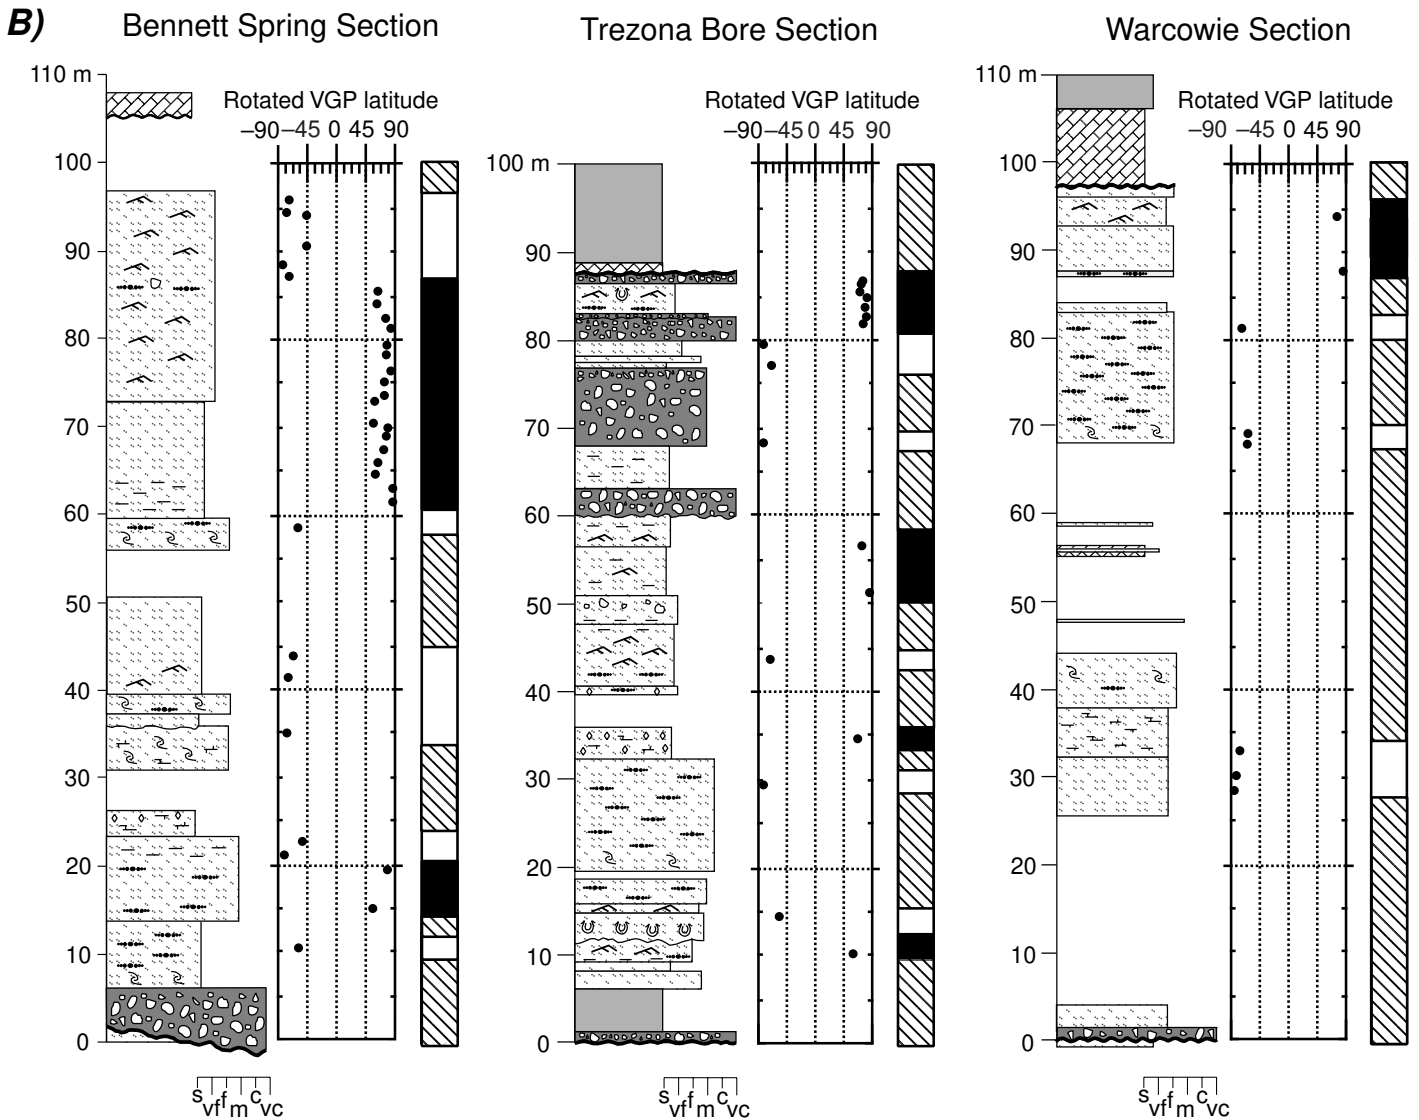 B)
Bennett Spring Section
110 m
100
90
80
70
60
50
40
30
20
10
0
Rotated VGP latitude
–90 –45 0 45 90
s vf f m c vc
Trezona Bore Section
100 m
90
80
70
60
50
40
30
20
10
0
Rotated VGP latitude
–90 –45 0 45 90
s vf f m c vc
Warcowie Section
110 m
100
90
80
70
60
50
40
30
20
10
0
Rotated VGP latitude
–90 –45 0 45 90
s vf f m c vc